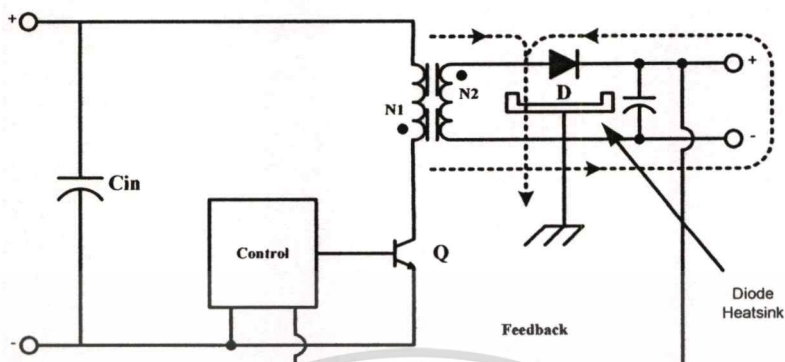 +
+
N1
N2
D
-
Cin
Control
Q
Diode
Heatsink
Feedback
-